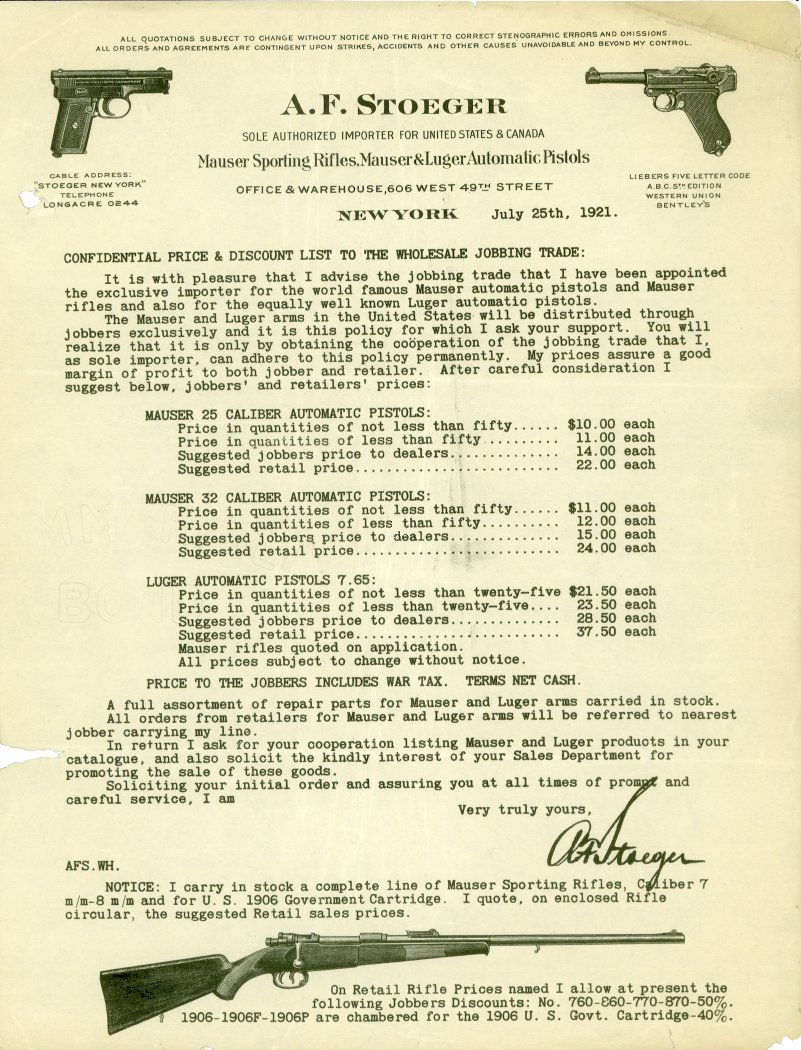 ALL QUOTATIONS SUBJECT TO CHANGE WITHOUT NOTICE AND THE RIGHT TO CORRECT STENOGRAPHIC ERRORS AND OMISSIONS.
ALL ORDERS AND AGREEMENTS ARE CONTINGENT UPON STRIKES, ACCIDENTS AND OTHER CAUSES UNAVOIDABLE AND BEYOND MY CONTROL.
A.F. STOEGER
SOLE AUTHORIZED IMPORTER FOR UNITED STATES & CANADA
Mauser Sporting Rifles, Mauser & Luger Automatic Pistols
OFFICE & WAREHOUSE, 606 WEST 49TH STREET
NEW YORK July 25th, 1921.
CABLE ADDRESS:
"STOEGER NEW YORK"
TELEPHONE
LONGACRE 0244
LIEBERS FIVE LETTER CODE
A.B.C. 5TH EDITION
WESTERN UNION
BENTLEY'S
CONFIDENTIAL PRICE & DISCOUNT LIST TO THE WHOLESALE JOBBING TRADE:
It is with pleasure that I advise the jobbing trade that I have been appointed
the exclusive importer for the world famous Mauser automatic pistols and Mauser
rifles and also for the equally well known Luger automatic pistols.
The Mauser and Luger arms in the United States will be distributed through
jobbers exclusively and it is this policy for which I ask your support. You will
realize that it is only by obtaining the coöperation of the jobbing trade that I,
as sole importer, can adhere to this policy permanently. My prices assure a good
margin of profit to both jobber and retailer. After careful consideration I
suggest below, jobbers' and retailers' prices:
MAUSER 25 CALIBER AUTOMATIC PISTOLS:
Price in quantities of not less than fifty...... $10.00 each
Price in quantities of less than fifty.......... 11.00 each
Suggested jobbers price to dealers.............. 14.00 each
Suggested retail price.......................... 22.00 each
MAUSER 32 CALIBER AUTOMATIC PISTOLS:
Price in quantities of not less than fifty...... $11.00 each
Price in quantities of less than fifty.......... 12.00 each
Suggested jobbers price to dealers.............. 15.00 each
Suggested retail price.......................... 24.00 each
LUGER AUTOMATIC PISTOLS 7.65:
Price in quantities of not less than twenty-five $21.50 each
Price in quantities of less than twenty-five.... 23.50 each
Suggested jobbers price to dealers.............. 28.50 each
Suggested retail price.......................... 37.50 each
Mauser rifles quoted on application.
All prices subject to change without notice.
PRICE TO THE JOBBERS INCLUDES WAR TAX. TERMS NET CASH.
A full assortment of repair parts for Mauser and Luger arms carried in stock.
All orders from retailers for Mauser and Luger arms will be referred to nearest
jobber carrying my line.
In return I ask for your cooperation listing Mauser and Luger products in your
catalogue, and also solicit the kindly interest of your Sales Department for
promoting the sale of these goods.
Soliciting your initial order and assuring you at all times of prompt and
careful service, I am
Very truly yours,
A.F. Stoeger
AFS.WH.
NOTICE: I carry in stock a complete line of Mauser Sporting Rifles, Caliber 7
m/m-8 m/m and for U. S. 1906 Government Cartridge. I quote, on enclosed Rifle
circular, the suggested Retail sales prices.
On Retail Rifle Prices named I allow at present the
following Jobbers Discounts: No. 760-860-770-870-50%.
1906-1906F-1906P are chambered for the 1906 U. S. Govt. Cartridge-40%.